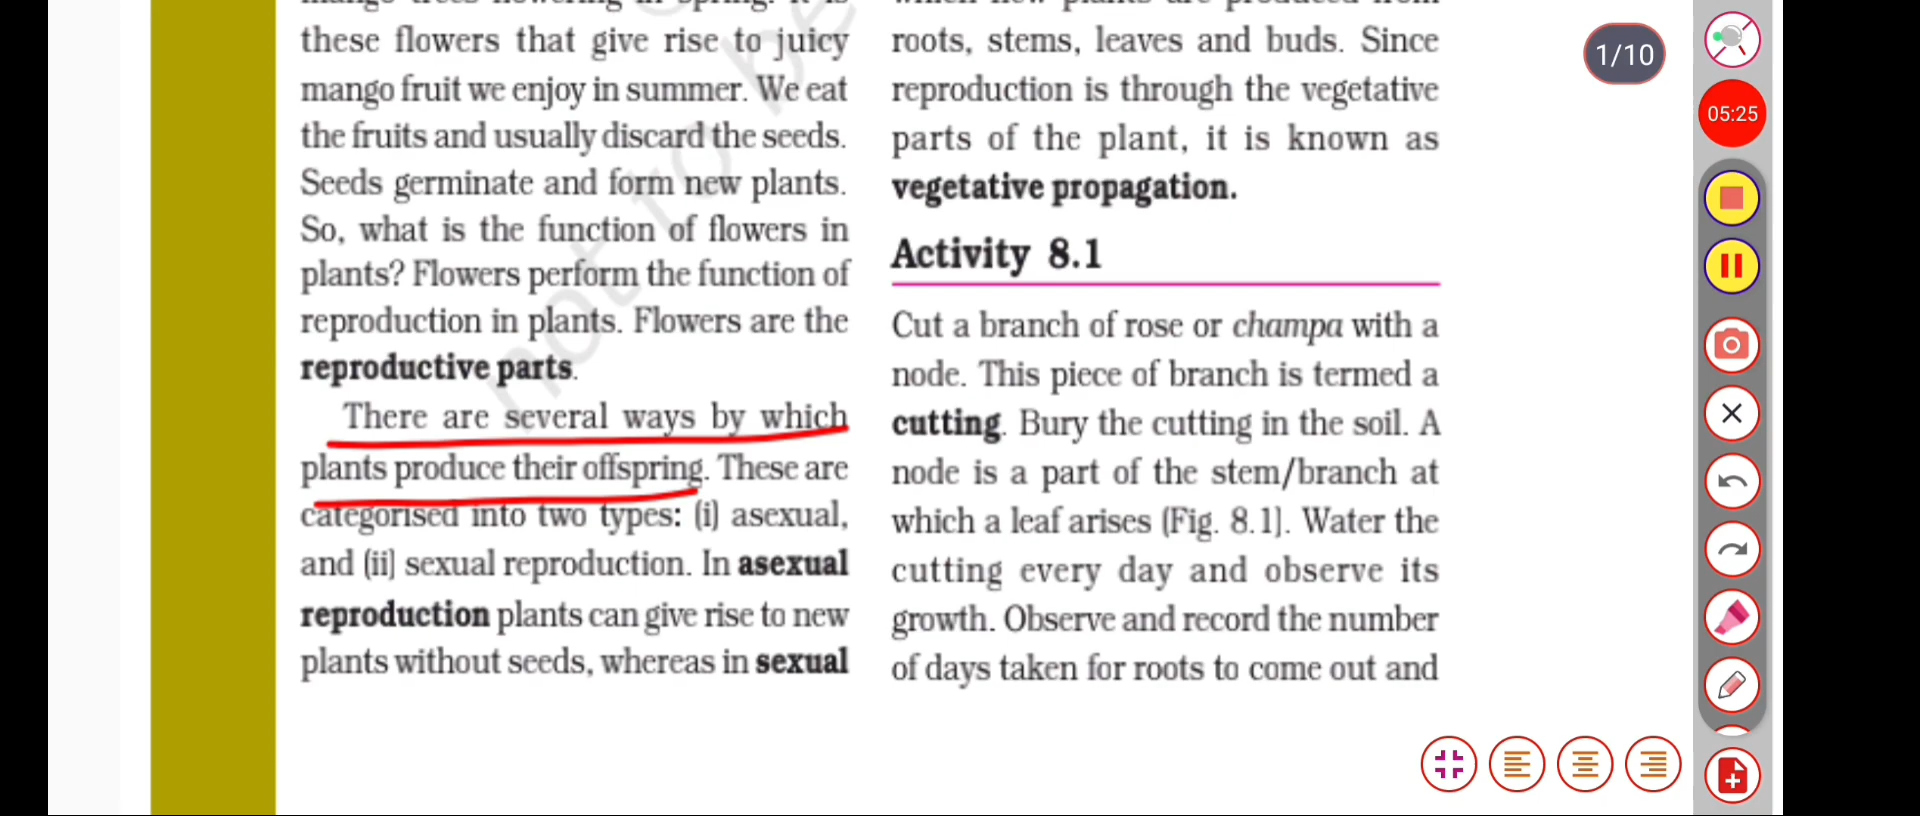 these flowers that give rise to juicy
mango fruit we enjoy in summer. We eat
the fruits and usually discard the seeds.
Seeds germinate and form new plants.
So, what is the function of flowers in
plants? Flowers perform the function of
reproduction in plants. Flowers are the
reproductive parts.
There are several ways by which
plants produce their offspring. These are
categorised into two types: (i) asexual,
and (ii) sexual reproduction. In asexual
reproduction plants can give rise to new
plants without seeds, whereas in sexual
roots, stems, leaves and buds. Since
reproduction is through the vegetative
parts of the plant, it is known as
vegetative propagation.
Activity 8.1
Cut a branch of rose or champa with a
node. This piece of branch is termed a
cutting. Bury the cutting in the soil. A
node is a part of the stem/branch at
which a leaf arises (Fig. 8.1). Water the
cutting every day and observe its
growth. Observe and record the number
of days taken for roots to come out and
not to be
1/10
05:25